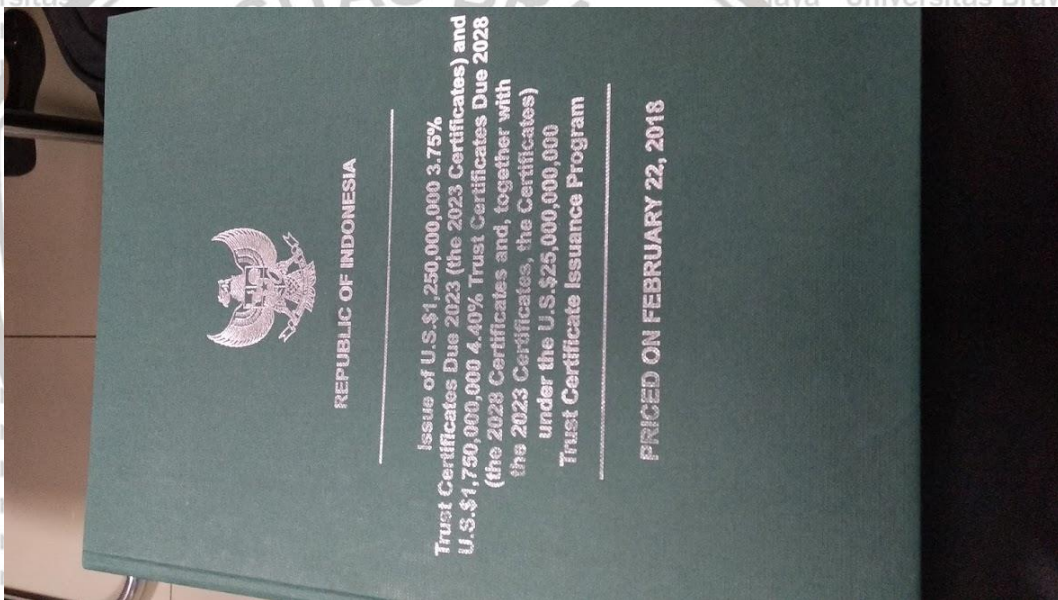 REPUBLIC OF INDONESIA
Issue of U.S.$1,250,000,000 3.75%
Trust Certificates Due 2023 (the 2023 Certificates) and
U.S.$1,750,000,000 4.40% Trust Certificates Due 2028
(the 2028 Certificates and, together with
the 2023 Certificates, the Certificates)
under the U.S.$25,000,000,000
Trust Certificate Issuance Program
PRICED ON FEBRUARY 22, 2018